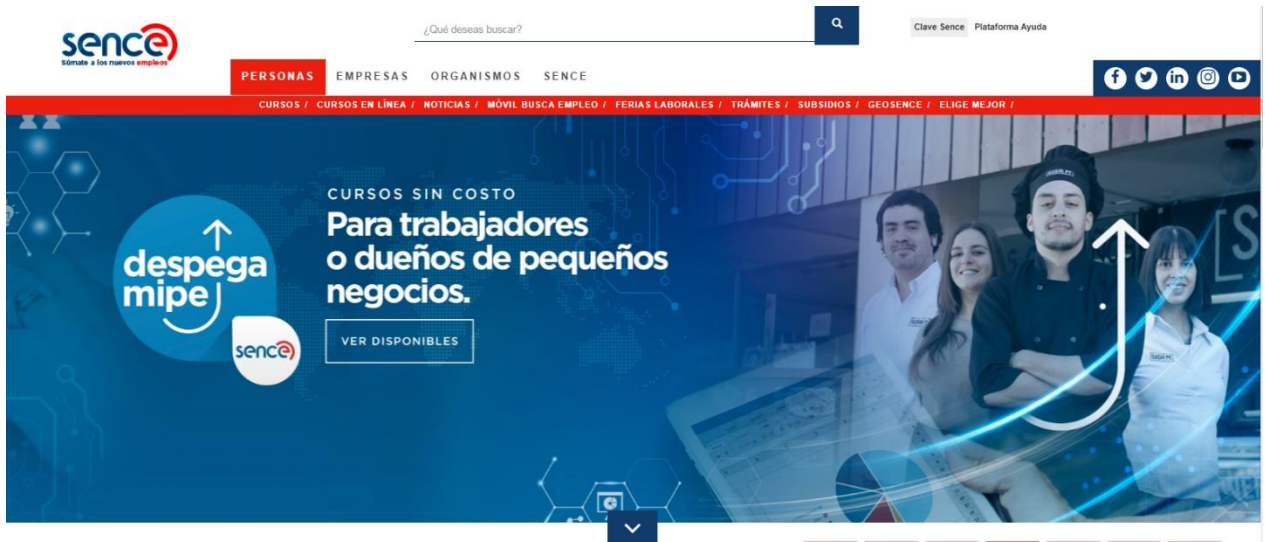 sence
Súmate a los nuevos empleos
¿Qué deseas buscar?
Clave Sence Plataforma Ayuda
PERSONAS EMPRESAS ORGANISMOS SENCE
CURSOS / CURSOS EN LÍNEA / NOTICIAS / MÓVIL BUSCA EMPLEO / FERIAS LABORALES / TRÁMITES / SUBSIDIOS / GEOSENCE / ELIGE MEJOR /
despega
mipe
sence
CURSOS SIN COSTO
Para trabajadores
o dueños de pequeños
negocios.
VER DISPONIBLES